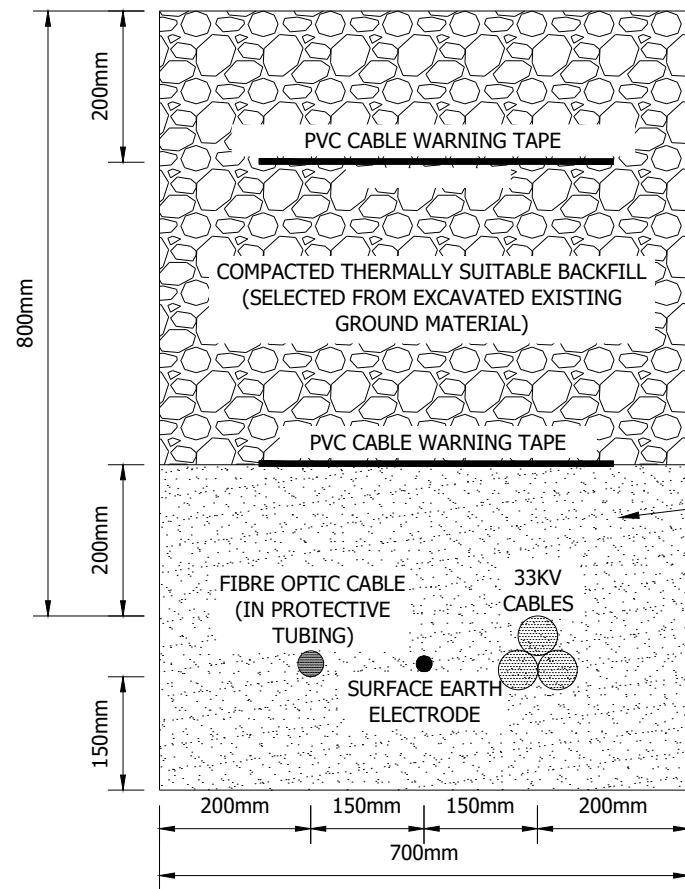 200mm
PVC CABLE WARNING TAPE
800mm
COMPACTED THERMALLY SUITABLE BACKFILL
(SELECTED FROM EXCAVATED EXISTING
GROUND MATERIAL)
PVC CABLE WARNING TAPE
200mm
FIBRE OPTIC CABLE
(IN PROTECTIVE
TUBING)
33KV
CABLES
SURFACE EARTH
ELECTRODE
150mm
200mm
150mm
150mm
200mm
700mm